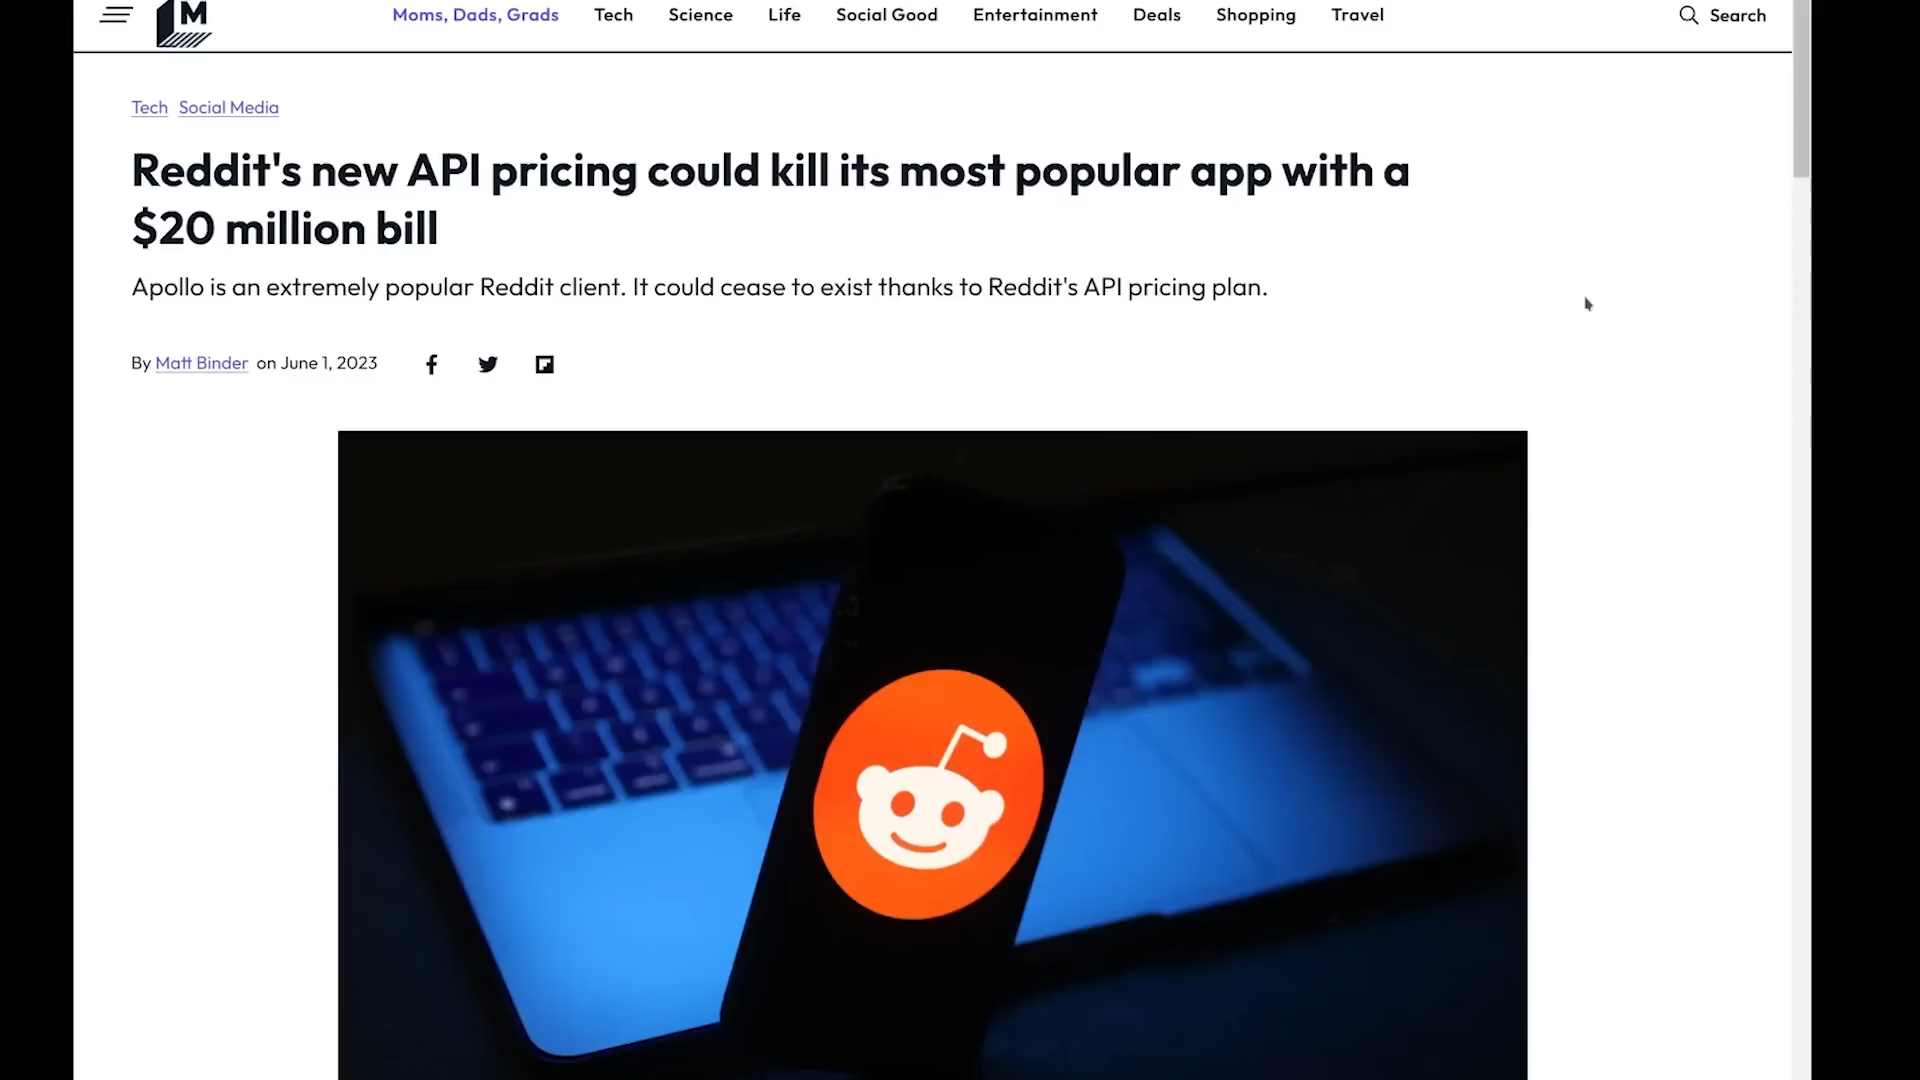 M
Moms, Dads, Grads Tech Science Life Social Good Entertainment Deals Shopping Travel Search
Tech Social Media
Reddit's new API pricing could kill its most popular app with a
$20 million bill
Apollo is an extremely popular Reddit client. It could cease to exist thanks to Reddit's API pricing plan.
By Matt Binder on June 1, 2023